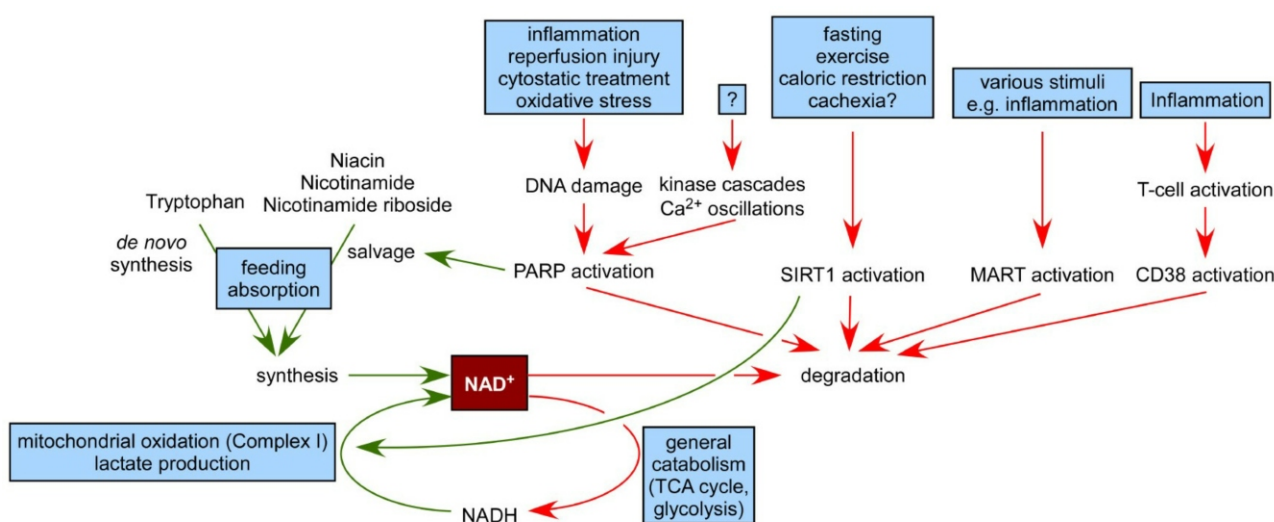 inflammation
reperfusion injury
cytostatic treatment
oxidative stress
?
fasting
exercise
caloric restriction
cachexia?
various stimuli
e.g. inflammation
Inflammation
Niacin
Nicotinamide
Nicotinamide riboside
Tryptophan
DNA damage
kinase cascades
Ca²⁺ oscillations
T-cell activation
de novo
synthesis
feeding
absorption
salvage
PARP activation
SIRT1 activation
MART activation
CD38 activation
synthesis
NAD⁺
degradation
mitochondrial oxidation (Complex I)
lactate production
general
catabolism
(TCA cycle,
glycolysis)
NADH